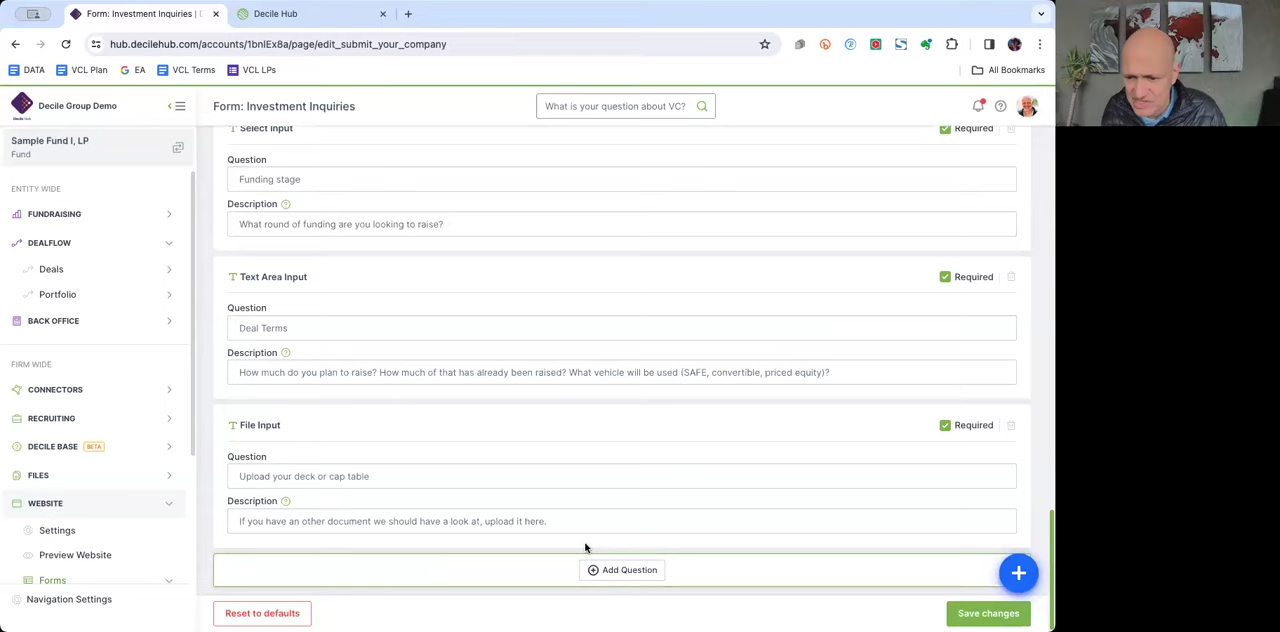 Form: Investment Inquiries | D
Decile Hub
hub.decilehub.com/accounts/1bnlEx8a/page/edit_submit_your_company
DATA
VCL Plan
EA
VCL Terms
VCL LPs
All Bookmarks
Decile Group Demo
Form: Investment Inquiries
What is your question about VC?
Sample Fund I, LP
Fund
ENTITY WIDE
FUNDRAISING
DEALFLOW
Deals
Portfolio
BACK OFFICE
FIRM WIDE
CONNECTORS
RECRUITING
DECILE BASE BETA
FILES
WEBSITE
Settings
Preview Website
Forms
Navigation Settings
Select Input
Required
Question
Funding stage
Description
What round of funding are you looking to raise?
Text Area Input
Required
Question
Deal Terms
Description
How much do you plan to raise? How much of that has already been raised? What vehicle will be used (SAFE, convertible, priced equity)?
File Input
Required
Question
Upload your deck or cap table
Description
If you have an other document we should have a look at, upload it here.
Add Question
Reset to defaults
Save changes